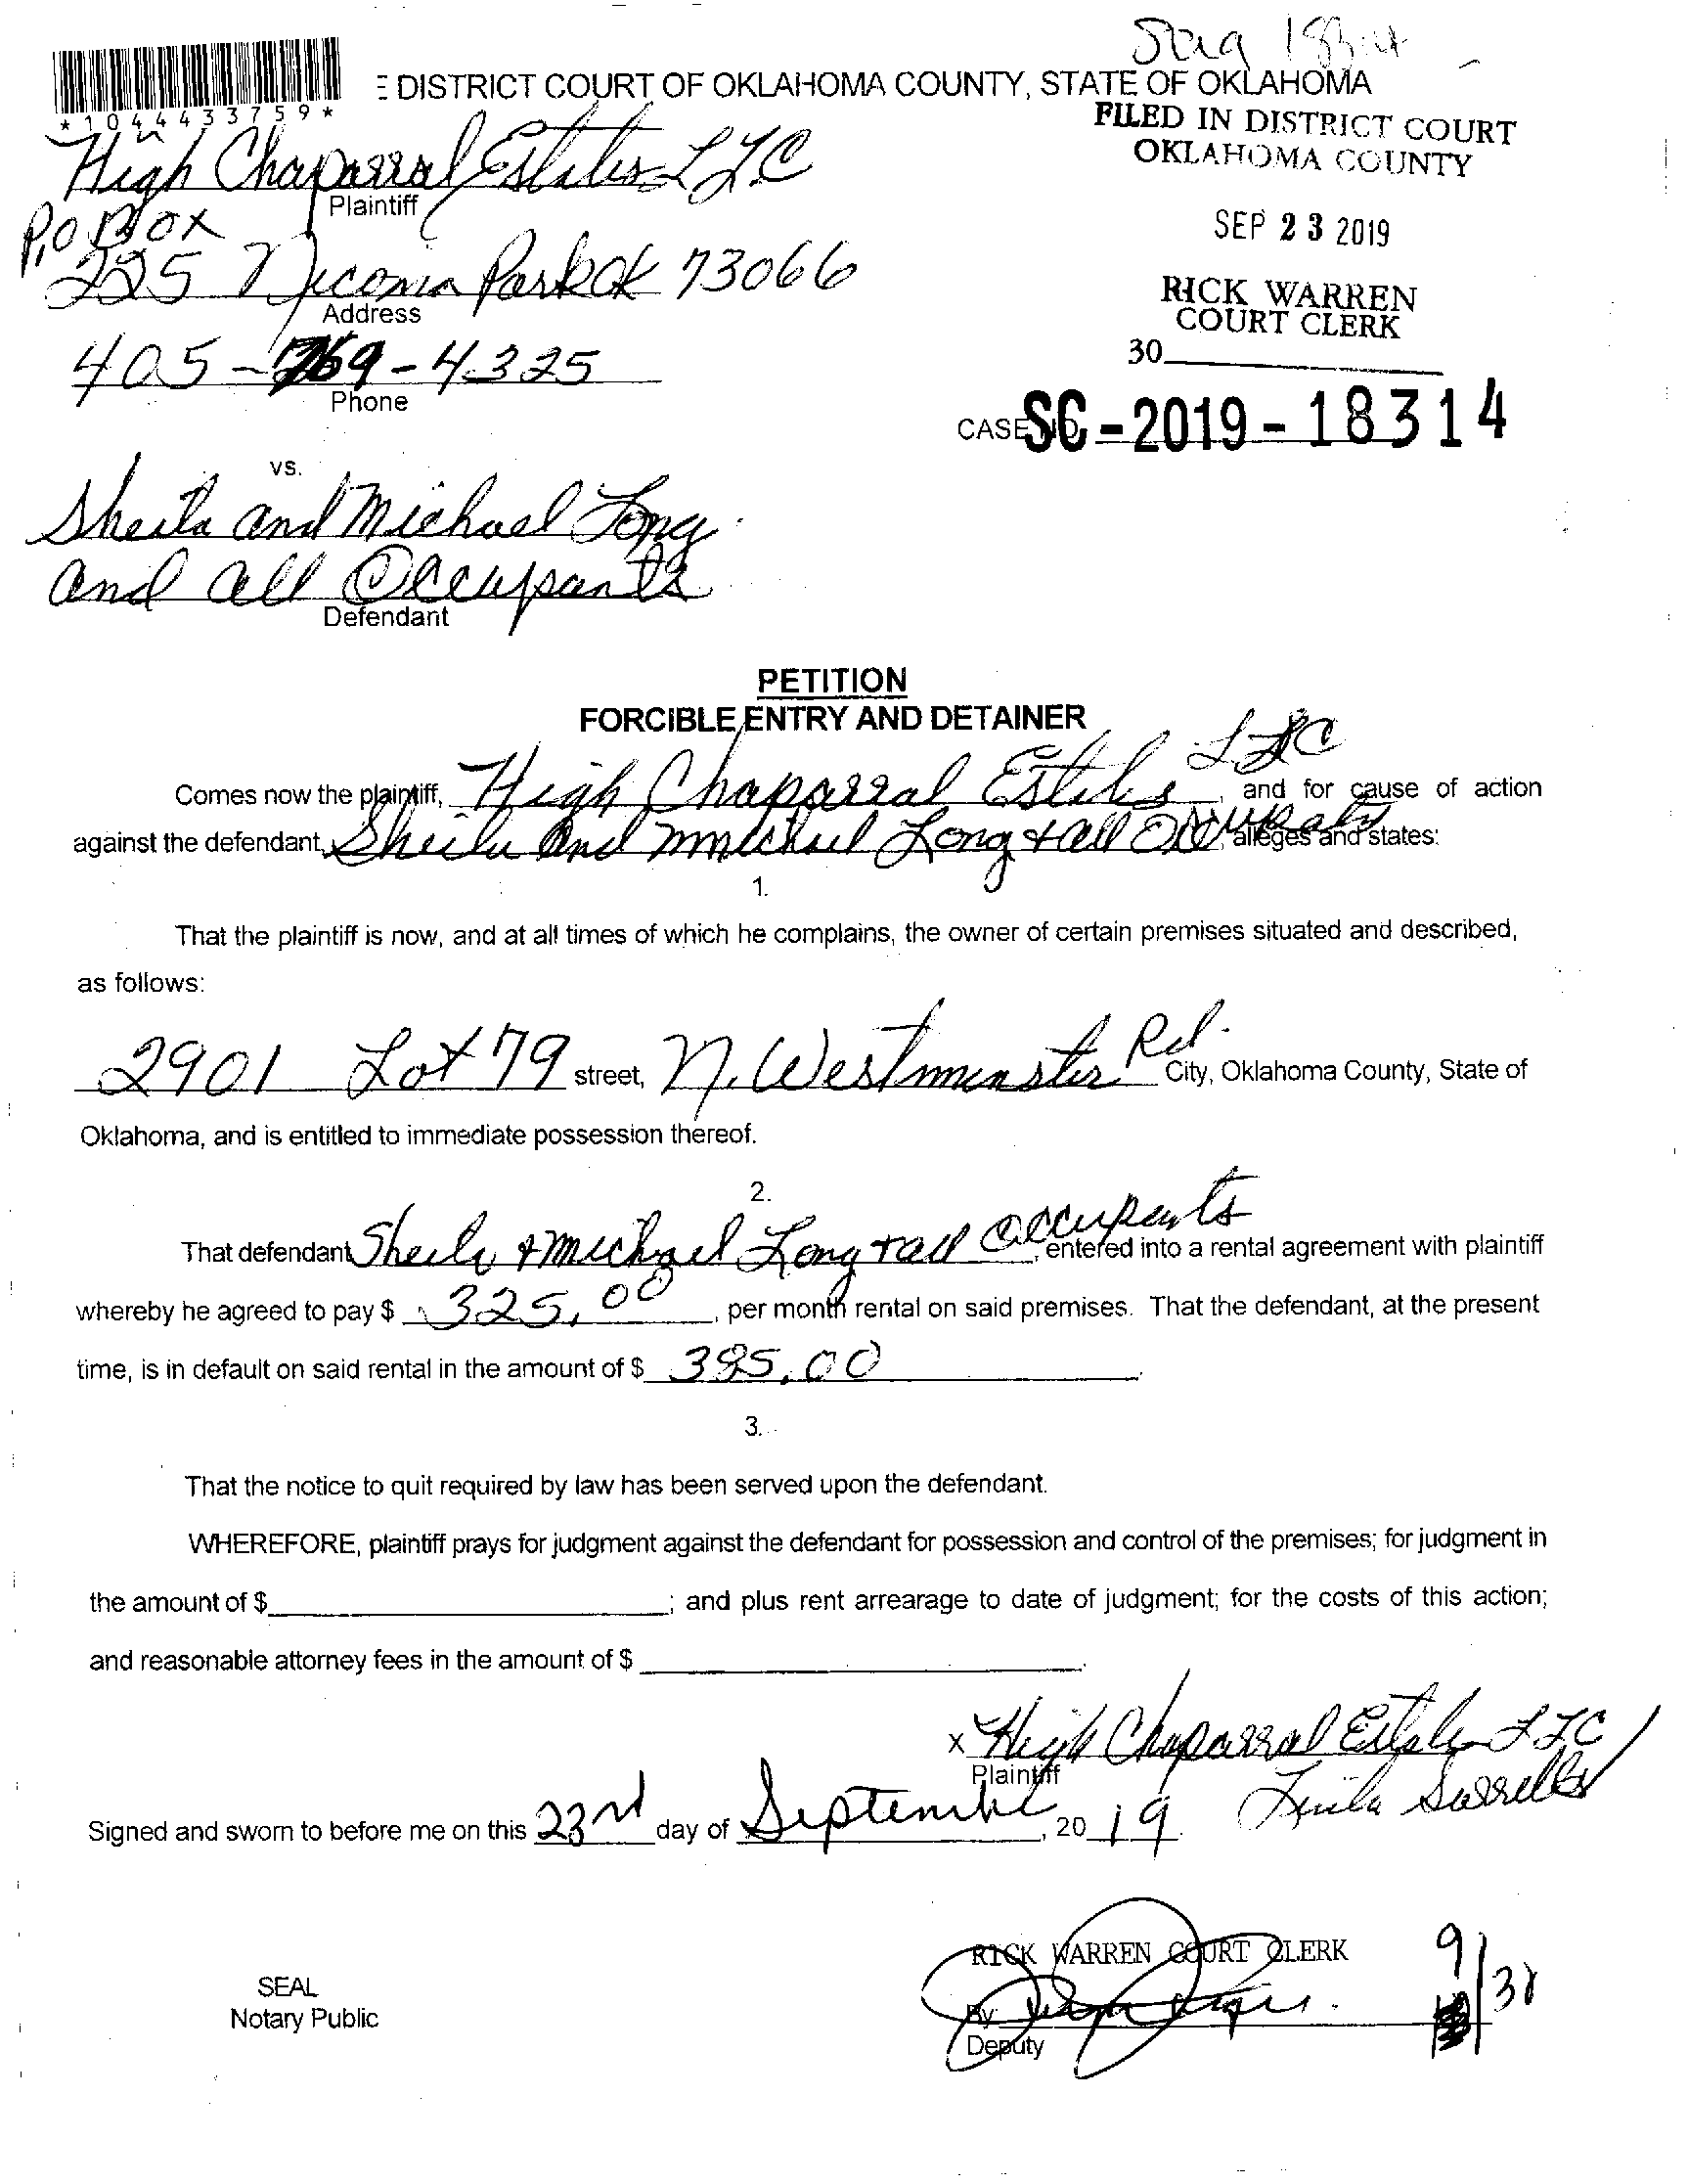 *1044433759*
DISTRICT COURT OF OKLAHOMA COUNTY, STATE OF OKLAHOMA
FILED IN DISTRICT COURT
OKLAHOMA COUNTY
High Chaparral Estates LLC
Plaintiff
SEP 23 2019
P.O Box
225 Nicoma Park OK 73066
Address
RICK WARREN
COURT CLERK
30
405-769-4325
Phone
CASE NO. SC-2019-18314
vs.
Sheila and Michael Long
and all Occupants
Defendant
PETITION
FORCIBLE ENTRY AND DETAINER
Comes now the plaintiff, High Chaparral Estates LLC, and for cause of action
against the defendant, Sheila and Michael Long + all Occupants, alleges and states:
1.
That the plaintiff is now, and at all times of which he complains, the owner of certain premises situated and described,
as follows:
2901 Lot 79 street, N. Westminster Rd. City, Oklahoma County, State of
Oklahoma, and is entitled to immediate possession thereof.
2.
That defendant Sheila + Michael Long + all Occupants, entered into a rental agreement with plaintiff
whereby he agreed to pay $ 325.00, per month rental on said premises. That the defendant, at the present
time, is in default on said rental in the amount of $ .
3.
That the notice to quit required by law has been served upon the defendant.
WHEREFORE, plaintiff prays for judgment against the defendant for possession and control of the premises; for judgment in
the amount of $ ; and plus rent arrearage to date of judgment; for the costs of this action;
and reasonable attorney fees in the amount of $ .
x High Chaparral Estates LLC
Plaintiff
Signed and sworn to before me on this 23rd day of September, 2019
RICK WARREN COURT CLERK
SEAL
Notary Public
By
Deputy